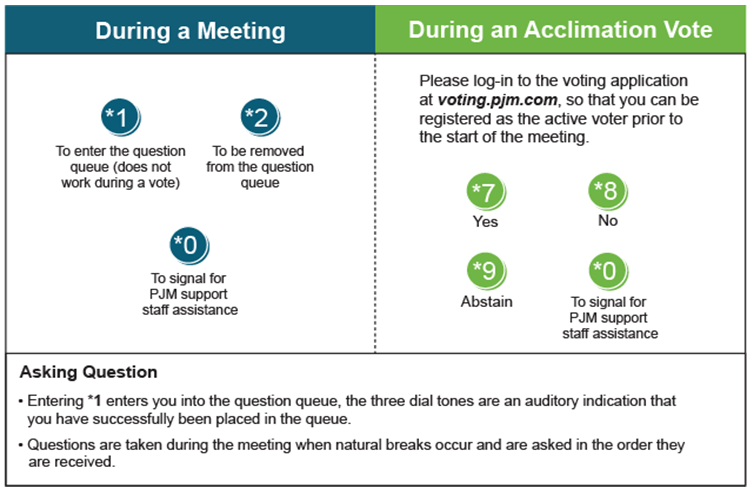 During a Meeting
*1
To enter the question
queue (does not
work during a vote)
*2
To be removed
from the question
queue
*0
To signal for
PJM support
staff assistance
During an Acclimation Vote
Please log-in to the voting application
at voting.pjm.com, so that you can be
registered as the active voter prior to
the start of the meeting.
*7
Yes
*8
No
*9
Abstain
*0
To signal for
PJM support
staff assistance
Asking Question
• Entering *1 enters you into the question queue, the three dial tones are an auditory indication that
you have successfully been placed in the queue.
• Questions are taken during the meeting when natural breaks occur and are asked in the order they
are received.